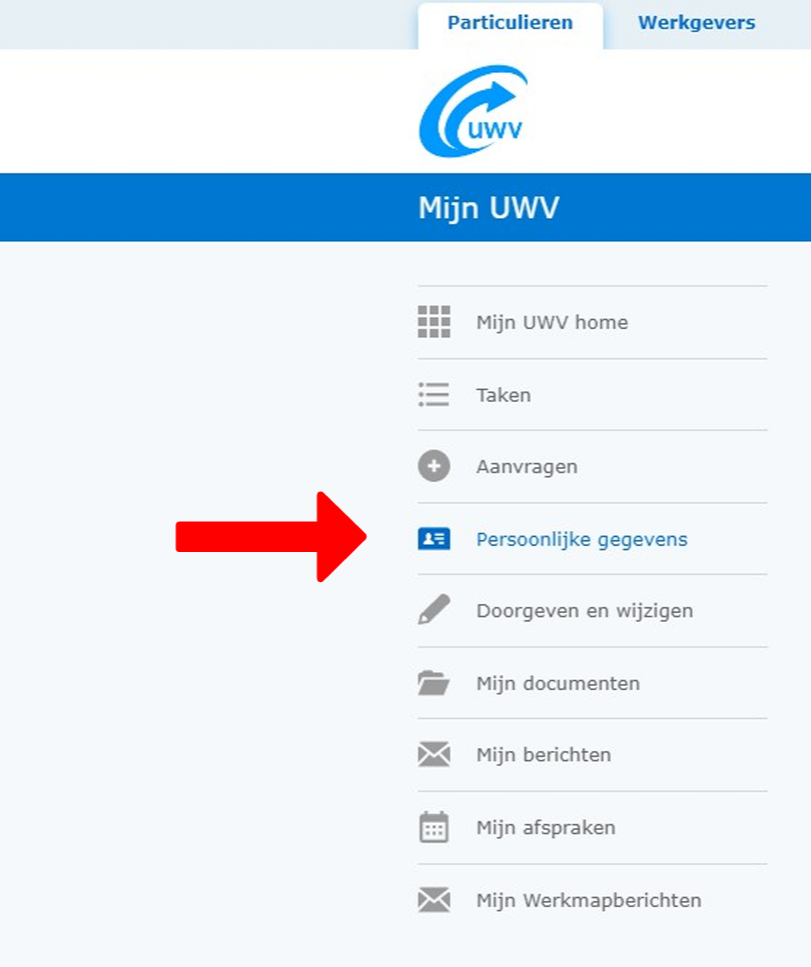 Particulieren Werkgevers
UWV
Mijn UWV
Mijn UWV home
Taken
Aanvragen
Persoonlijke gegevens
Doorgeven en wijzigen
Mijn documenten
Mijn berichten
Mijn afspraken
Mijn Werkmapberichten